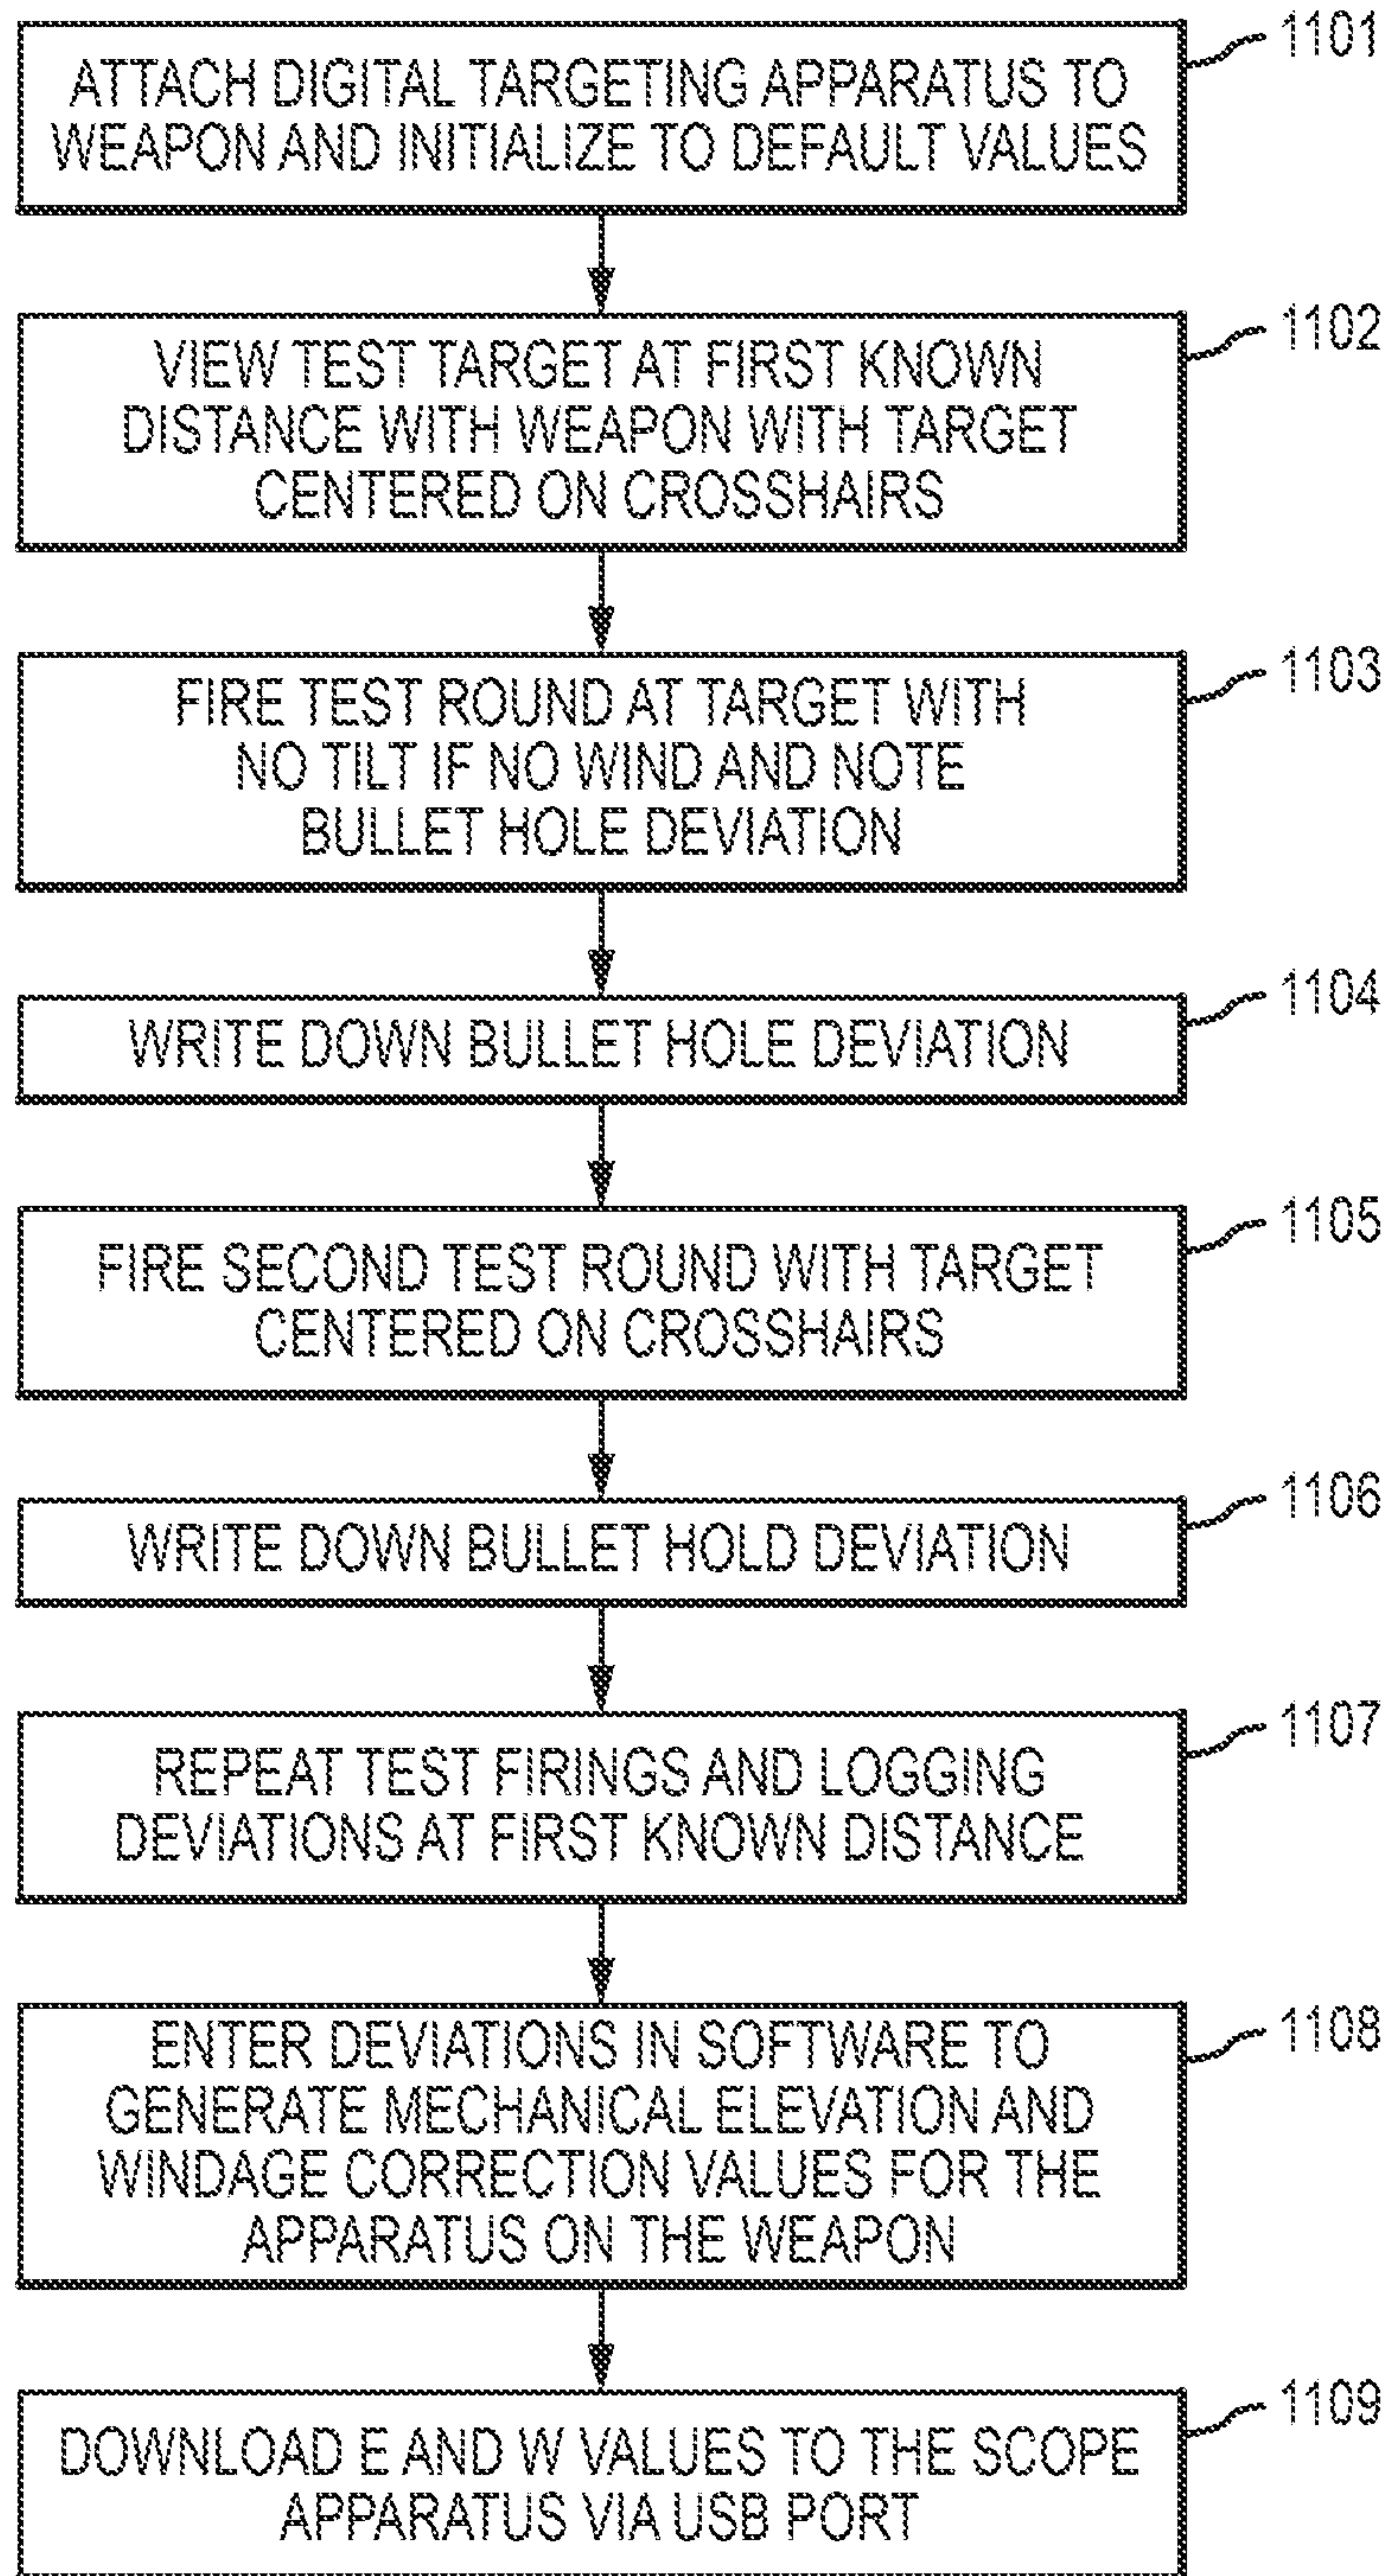 1101
ATTACH DIGITAL TARGETING APPARATUS TO
WEAPON AND INITIALIZE TO DEFAULT VALUES
1102
VIEW TEST TARGET AT FIRST KNOWN
DISTANCE WITH WEAPON WITH TARGET
CENTERED ON CROSSHAIRS
1103
FIRE TEST ROUND AT TARGET WITH
NO TILT IF NO WIND AND NOTE
BULLET HOLE DEVIATION
1104
WRITE DOWN BULLET HOLE DEVIATION
1105
FIRE SECOND TEST ROUND WITH TARGET
CENTERED ON CROSSHAIRS
1106
WRITE DOWN BULLET HOLD DEVIATION
1107
REPEAT TEST FIRINGS AND LOGGING
DEVIATIONS AT FIRST KNOWN DISTANCE
1108
ENTER DEVIATIONS IN SOFTWARE TO
GENERATE MECHANICAL ELEVATION AND
WINDAGE CORRECTION VALUES FOR THE
APPARATUS ON THE WEAPON
1109
DOWNLOAD E AND W VALUES TO THE SCOPE
APPARATUS VIA USB PORT